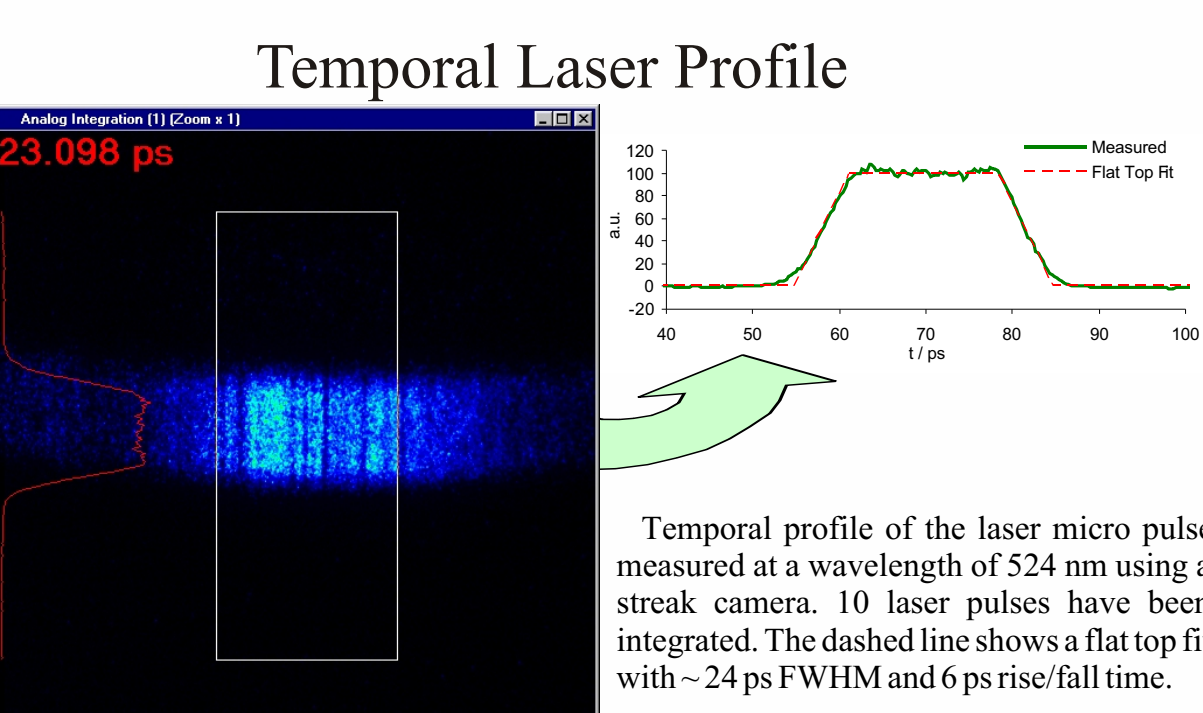 Temporal Laser Profile
Analog Integration (1) (Zoom x 1)
23.098 ps
120
100
80
60
40
20
0
-20
a.u.
40 50 60 70 80 90 100
t / ps
Measured
Flat Top Fit
Temporal profile of the laser micro pulse
measured at a wavelength of 524 nm using a
streak camera. 10 laser pulses have been
integrated. The dashed line shows a flat top fi
with ~ 24 ps FWHM and 6 ps rise/fall time.